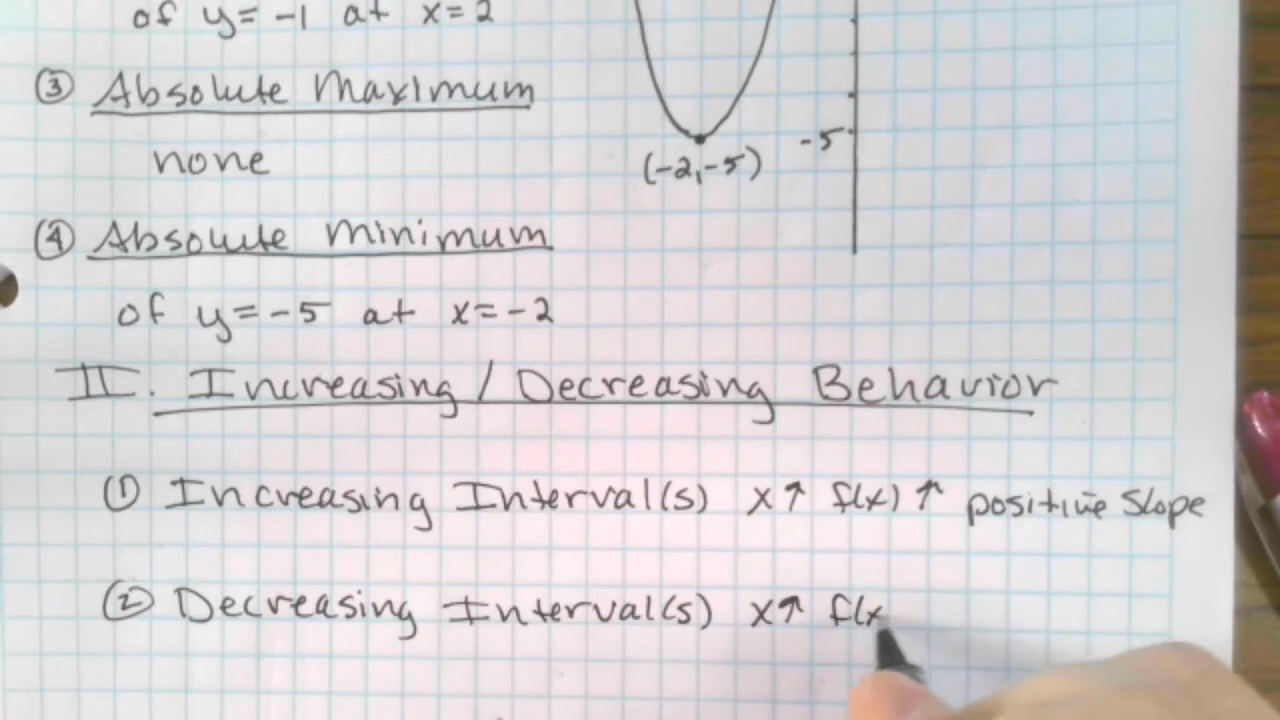 of y=-1 at x=2
③ Absolute Maximum
none
-5
(-2,-5)
④ Absolute Minimum
of y=-5 at x=-2
II. Increasing/Decreasing Behavior
① Increasing Interval(s) x↑ f(x)↑ positive slope
② Decreasing Interval(s) x↑ f(x